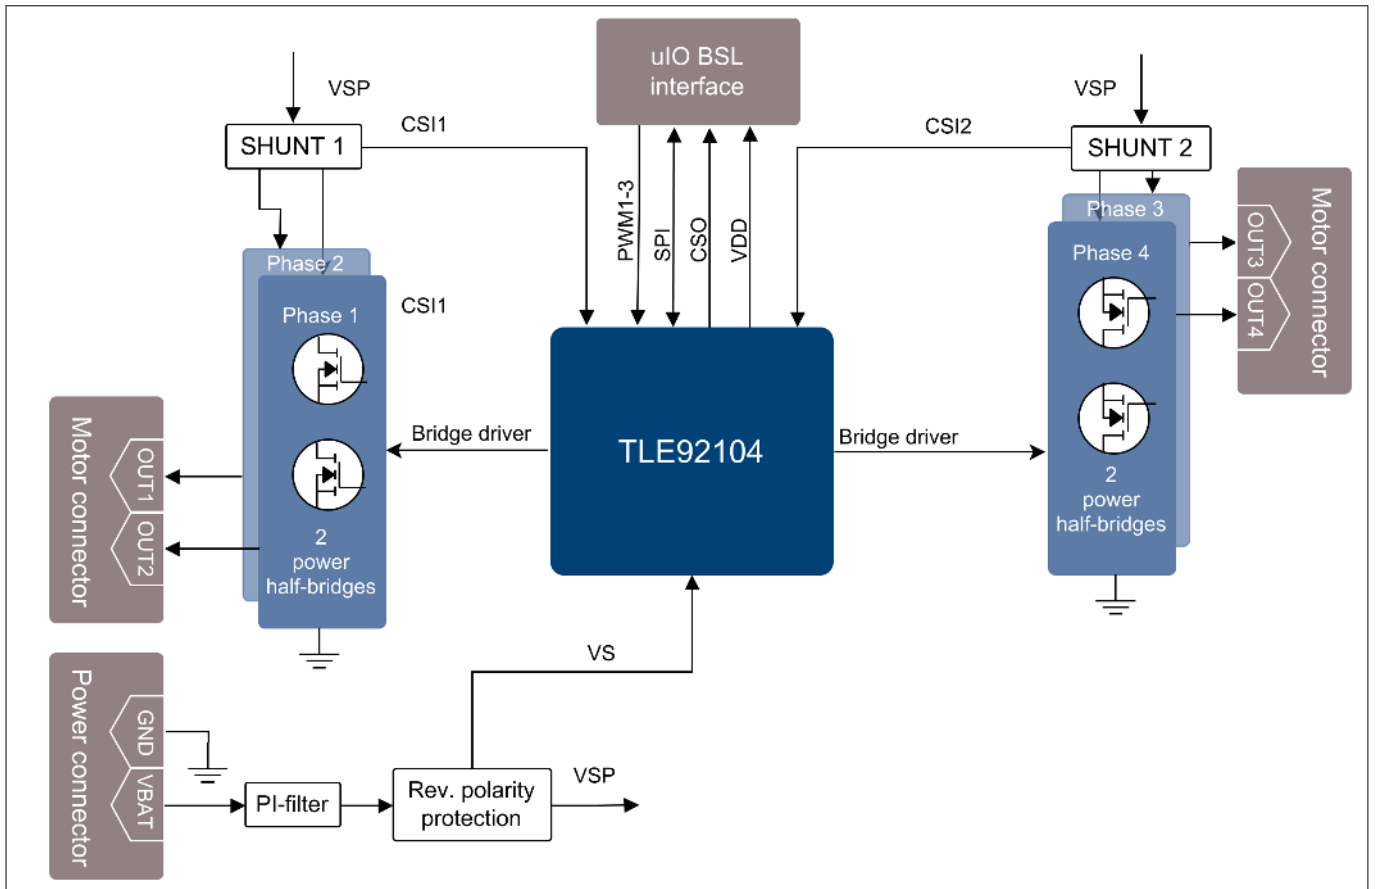 uIO BSL
interface
VSP
SHUNT 1
CSI1
PWM1-3
SPI
CSO
VDD
CSI2
VSP
SHUNT 2
Motor connector
OUT3
OUT4
Phase 3
Phase 4
2
power
half-bridges
Phase 2
Phase 1
CSI1
2
power
half-bridges
Bridge driver
TLE92104
Bridge driver
Motor connector
OUT1
OUT2
Power connector
GND
VBAT
PI-filter
Rev. polarity
protection
VS
VSP